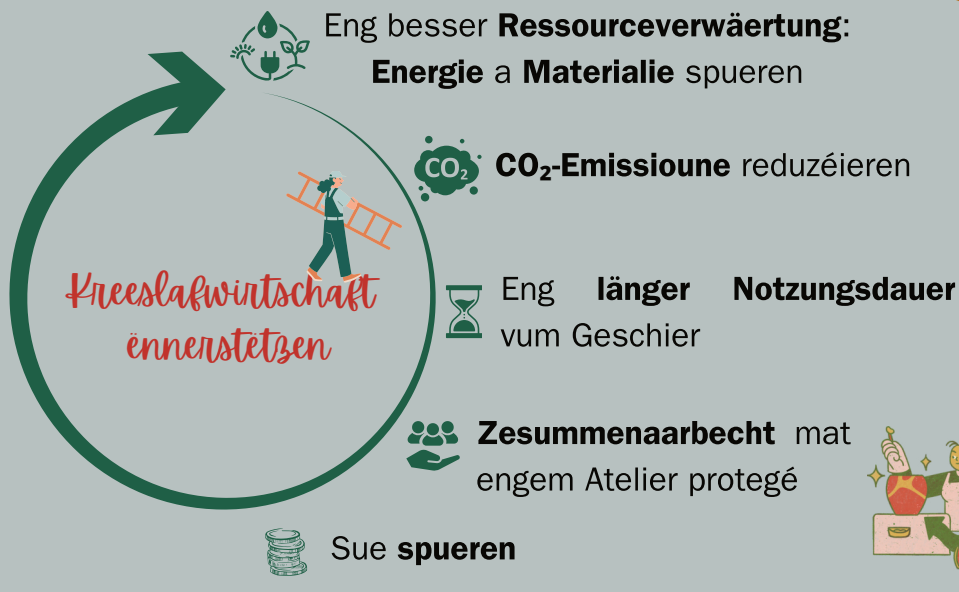 Eng besser Ressourceverwäertung:
Energie a Materialie spueren
CO₂
CO₂-Emissioune reduzéieren
Kreeslafwirtschaft
ënnerstëtzen
Eng länger Notzungsdauer
vum Geschier
Zesummenaarbecht mat
engem Atelier protegé
Sue spueren